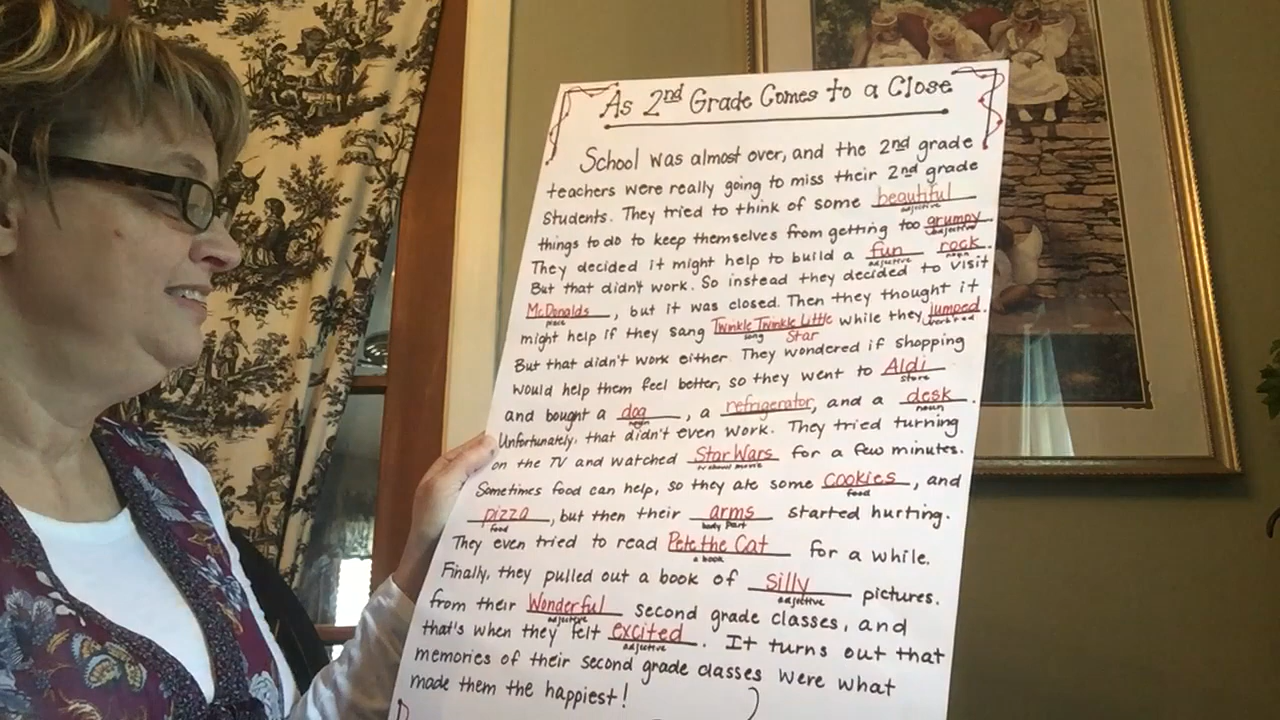 As 2nd Grade Comes to a Close
School was almost over, and the 2nd grade
teachers were really going to miss their 2nd grade
students. They tried to think of some beautiful
adjective
things to do to keep themselves from getting too grumpy.
adjective
They decided it might help to build a fun rock.
adjective noun
But that didn't work. So instead they decided to visit
McDonalds, but it was closed. Then they thought it
place
might help if they sang Twinkle Twinkle Little Star while they jumped.
song verb+ed
But that didn't work either. They wondered if shopping
would help them feel better, so they went to Aldi
store
and bought a dog, a refrigerator, and a desk.
noun noun
Unfortunately, that didn't even work. They tried turning
on the TV and watched Star Wars for a few minutes.
tv show/movie
Sometimes food can help, so they ate some cookies, and
food
pizza, but then their arms started hurting.
food body part
They even tried to read Pete the Cat for a while.
a book
Finally, they pulled out a book of silly pictures.
adjective
from their Wonderful second grade classes, and
adjective
that's when they felt excited. It turns out that
adjective
memories of their second grade classes were what
made them the happiest!